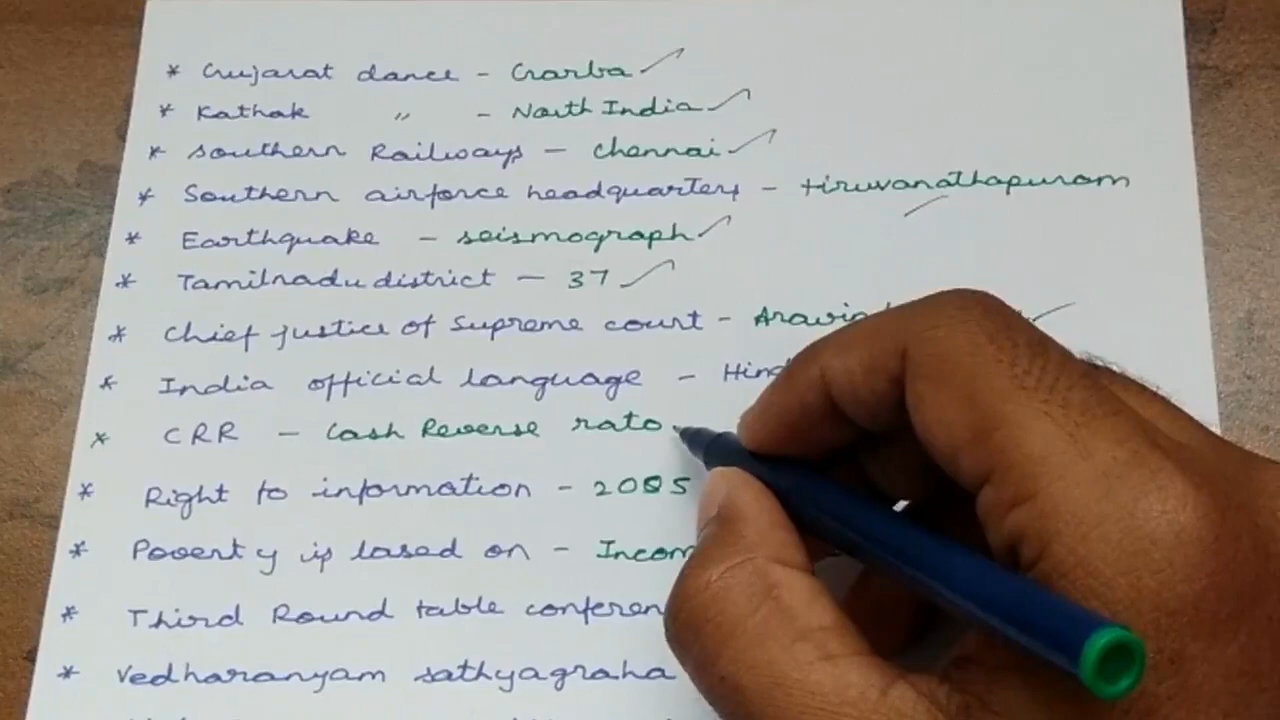 * Gujarat dance - Garba
* Kathak " - North India
* Southern Railways - Chennai
* Southern airforce headquarters - tiruvanathapuram
* Earthquake - seismograph
* Tamilnadu district - 37
* Chief justice of Supreme court -
* India official language -
* CRR - Cash Reverse rato
* Right to information - 2005
* Poverty is based on -
* Third Round table
* Vedharanyam sathyagraha